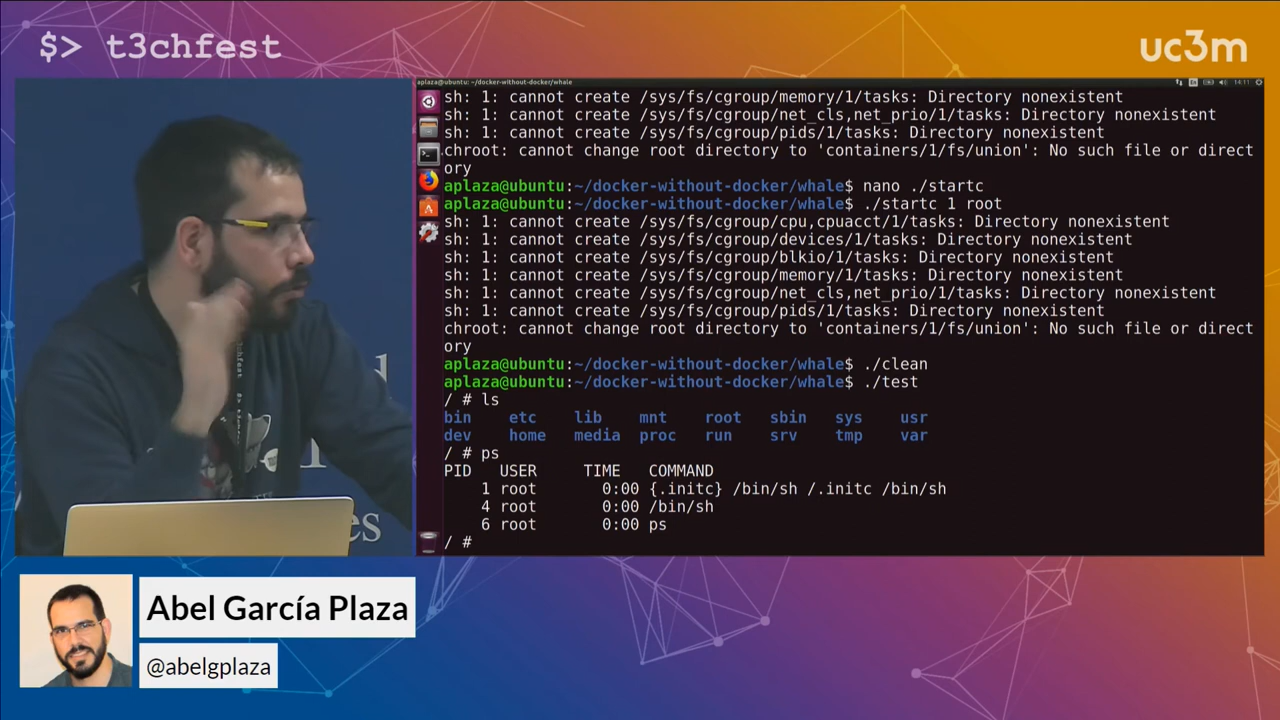 $> t3chfest
uc3m
aplaza@ubuntu: ~/docker-without-docker/whale
14:11
sh: 1: cannot create /sys/fs/cgroup/memory/1/tasks: Directory nonexistent
sh: 1: cannot create /sys/fs/cgroup/net_cls,net_prio/1/tasks: Directory nonexistent
sh: 1: cannot create /sys/fs/cgroup/pids/1/tasks: Directory nonexistent
chroot: cannot change root directory to 'containers/1/fs/union': No such file or direct
ory
aplaza@ubuntu:~/docker-without-docker/whale$ nano ./startc
aplaza@ubuntu:~/docker-without-docker/whale$ ./startc 1 root
sh: 1: cannot create /sys/fs/cgroup/cpu,cpuacct/1/tasks: Directory nonexistent
sh: 1: cannot create /sys/fs/cgroup/devices/1/tasks: Directory nonexistent
sh: 1: cannot create /sys/fs/cgroup/blkio/1/tasks: Directory nonexistent
sh: 1: cannot create /sys/fs/cgroup/memory/1/tasks: Directory nonexistent
sh: 1: cannot create /sys/fs/cgroup/net_cls,net_prio/1/tasks: Directory nonexistent
sh: 1: cannot create /sys/fs/cgroup/pids/1/tasks: Directory nonexistent
chroot: cannot change root directory to 'containers/1/fs/union': No such file or direct
ory
aplaza@ubuntu:~/docker-without-docker/whale$ ./clean
aplaza@ubuntu:~/docker-without-docker/whale$ ./test
/ # ls
bin etc lib mnt root sbin sys usr
dev home media proc run srv tmp var
/ # ps
PID USER TIME COMMAND
1 root 0:00 {.initc} /bin/sh /.initc /bin/sh
4 root 0:00 /bin/sh
6 root 0:00 ps
/ #
Abel García Plaza
@abelgplaza